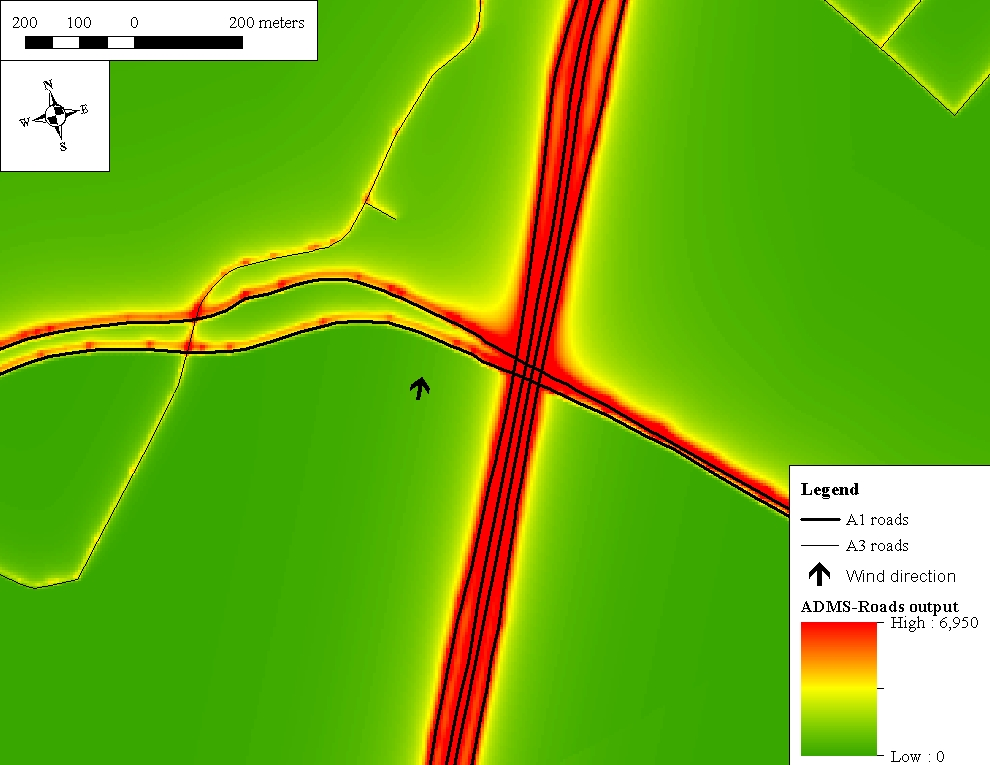 200 100 0 200 meters
N
W E
S
Legend
A1 roads
A3 roads
Wind direction
ADMS-Roads output
High : 6,950
Low : 0